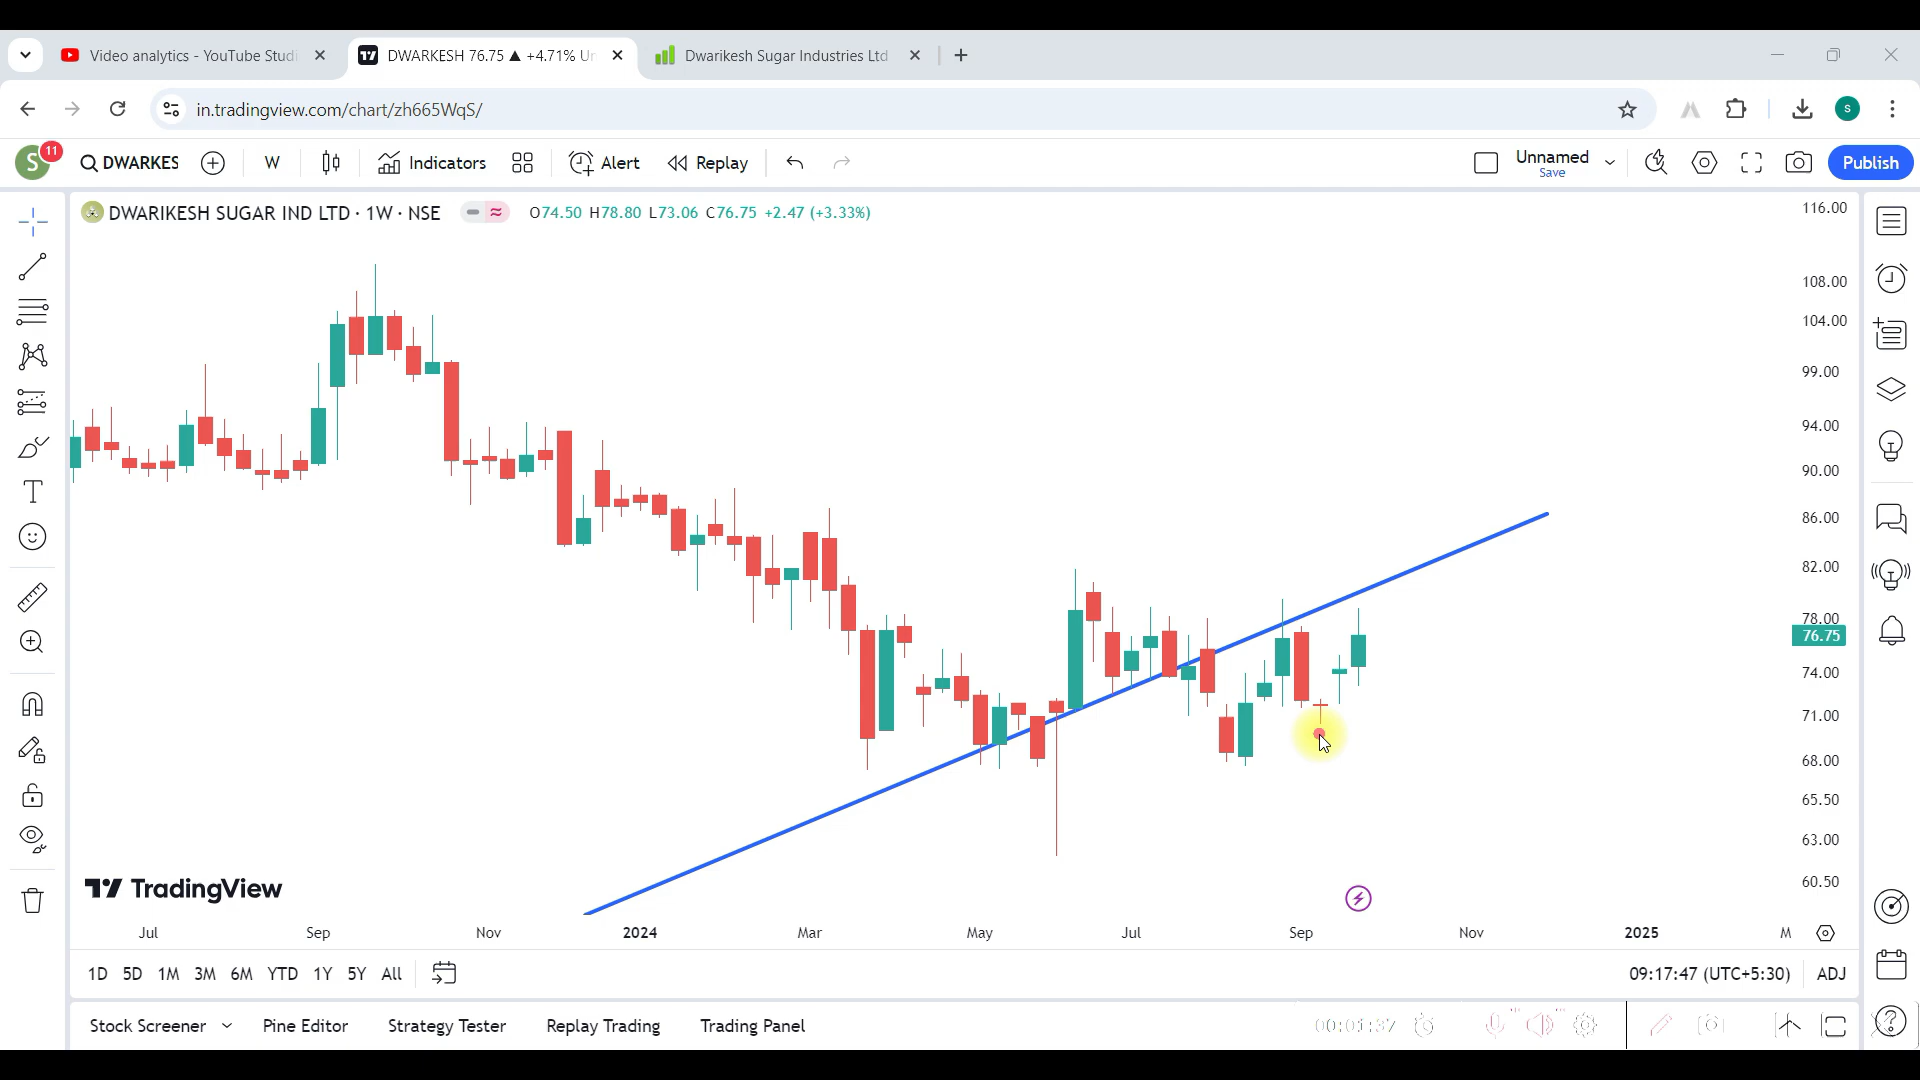 Video analytics - YouTube Studi
DWARKESH 76.75 ▲ +4.71% Un
Dwarikesh Sugar Industries Ltd
in.tradingview.com/chart/zh665WqS/
S
S
11
DWARKES
W
Indicators
Alert
Replay
Unnamed
Save
Publish
DWARIKESH SUGAR IND LTD · 1W · NSE
O74.50 H78.80 L73.06 C76.75 +2.47 (+3.33%)
116.00
108.00
104.00
99.00
94.00
90.00
86.00
82.00
78.00
76.75
74.00
71.00
68.00
65.50
63.00
60.50
TradingView
Jul Sep Nov 2024 Mar May Jul Sep Nov 2025 M
1D 5D 1M 3M 6M YTD 1Y 5Y All
09:17:47 (UTC+5:30) ADJ
Stock Screener Pine Editor Strategy Tester Replay Trading Trading Panel
00:01:37